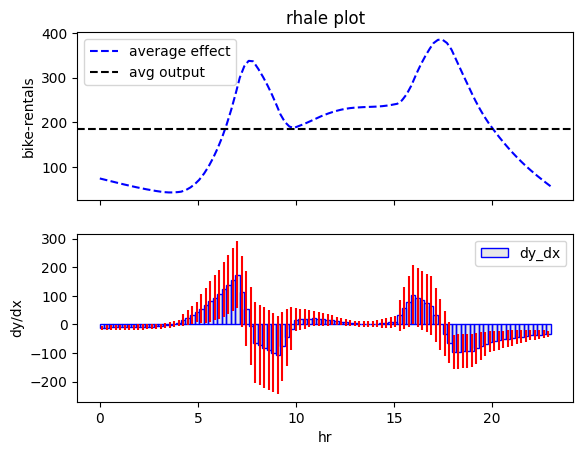 rhale plot
400
300
200
100
bike-rentals
average effect
avg output
300
200
100
0
−100
−200
dy/dx
dy_dx
0 5 10 15 20
hr